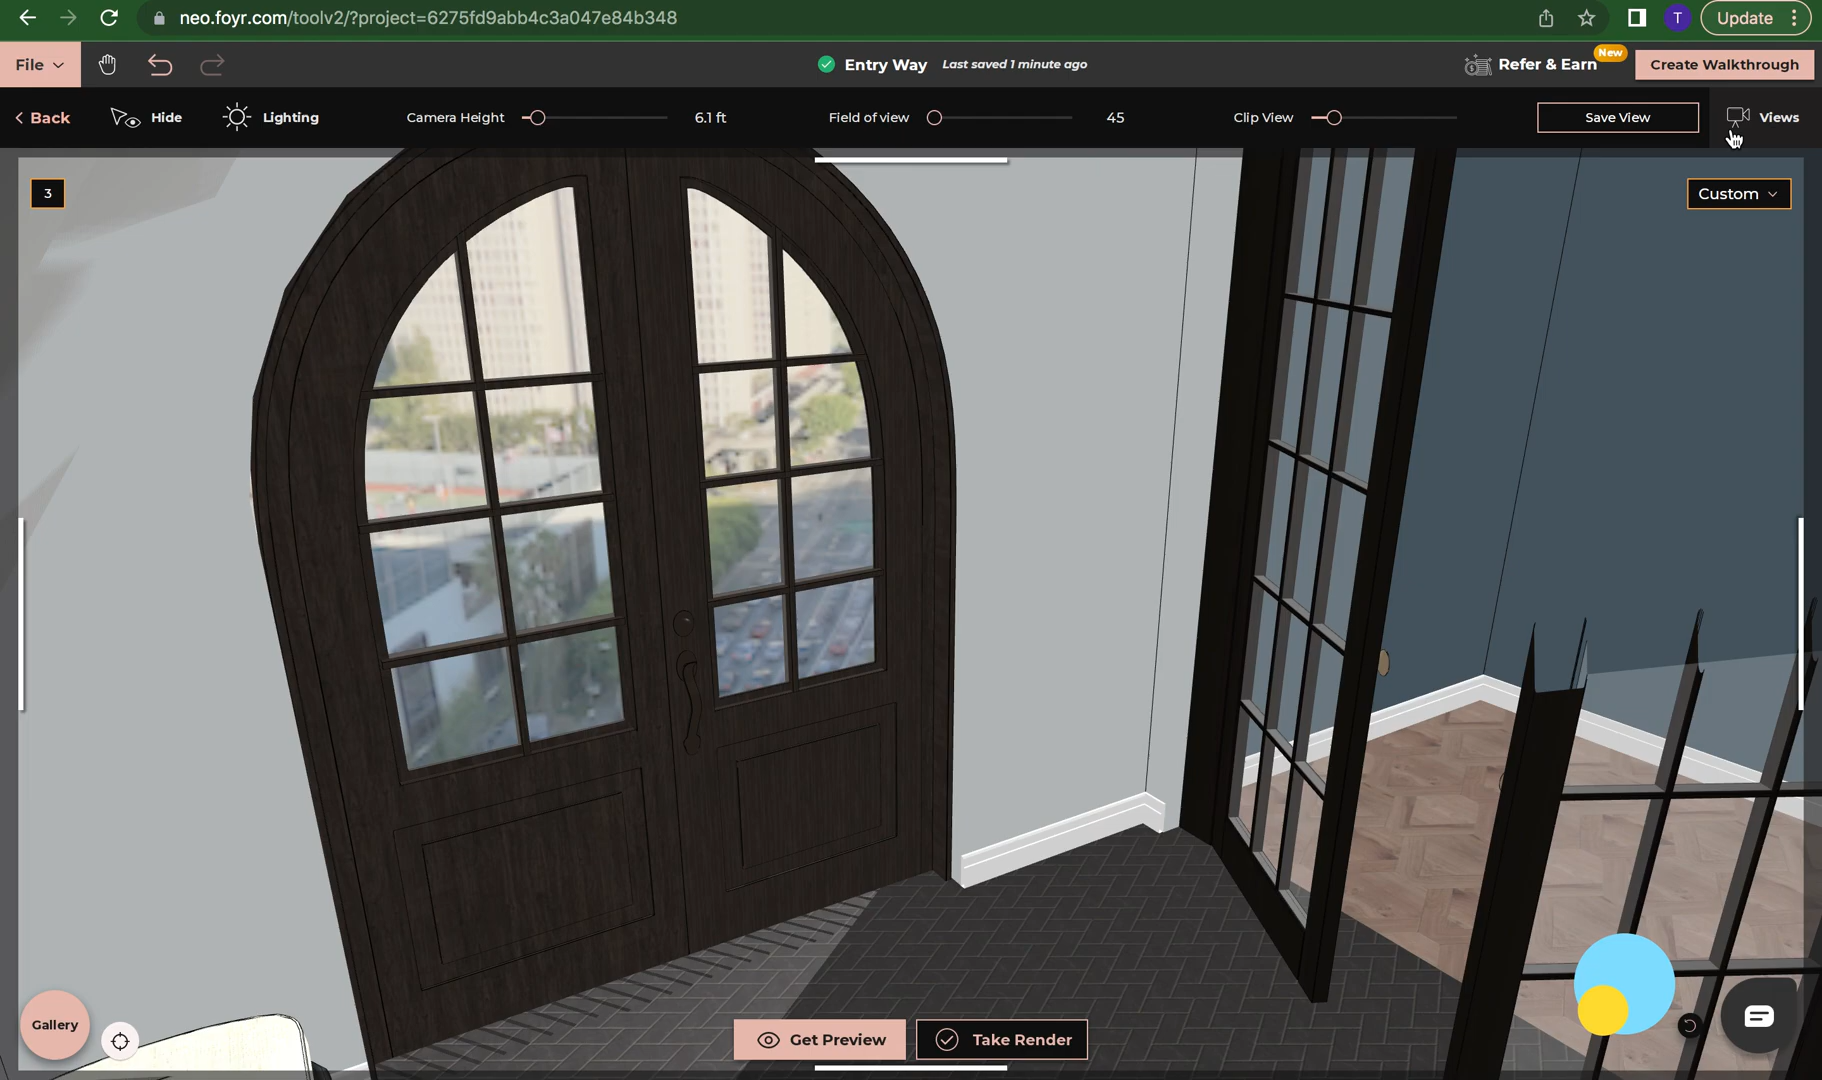 neo.foyr.com/toolv2/?project=6275fd9abb4c3a047e84b348
T
Update
File
Entry Way
Last saved 1 minute ago
Refer & Earn
New
Create Walkthrough
Back
Hide
Lighting
Camera Height
6.1 ft
Field of view
45
Clip View
Save View
Views
3
Custom
Gallery
Get Preview
Take Render